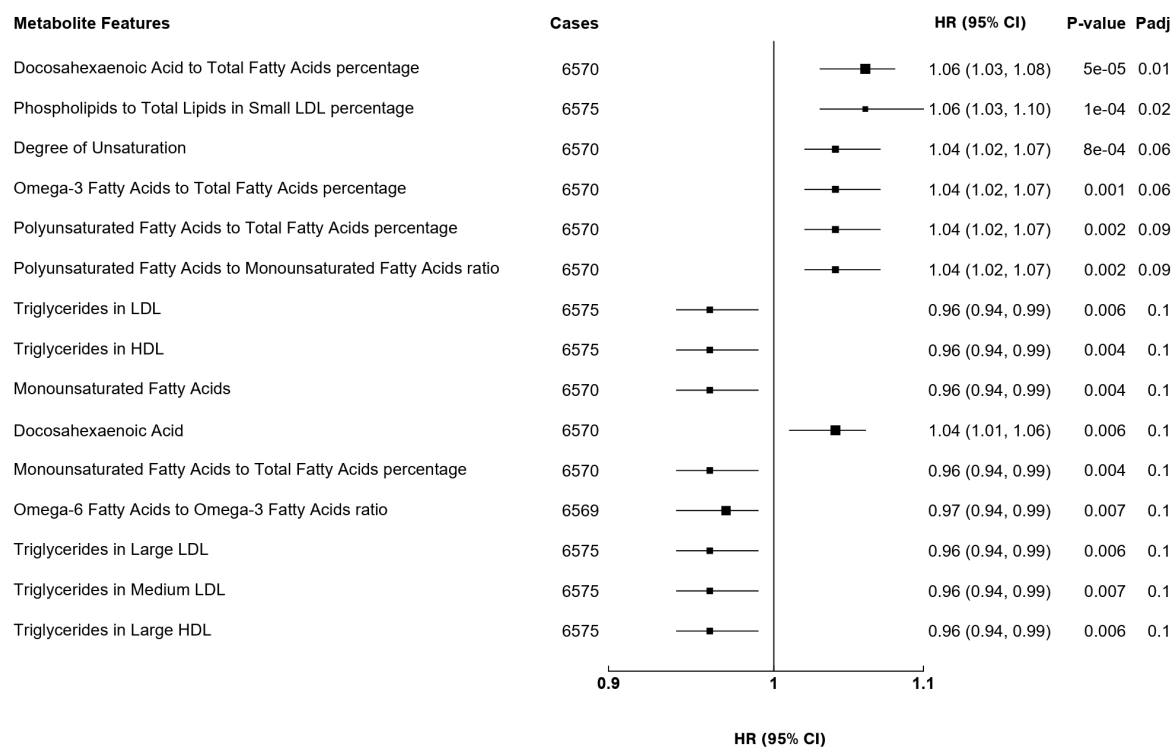 Metabolite Features Cases HR (95% CI) P-value Padj
Docosahexaenoic Acid to Total Fatty Acids percentage 6570 1.06 (1.03, 1.08) 5e-05 0.01
Phospholipids to Total Lipids in Small LDL percentage 6575 1.06 (1.03, 1.10) 1e-04 0.02
Degree of Unsaturation 6570 1.04 (1.02, 1.07) 8e-04 0.06
Omega-3 Fatty Acids to Total Fatty Acids percentage 6570 1.04 (1.02, 1.07) 0.001 0.06
Polyunsaturated Fatty Acids to Total Fatty Acids percentage 6570 1.04 (1.02, 1.07) 0.002 0.09
Polyunsaturated Fatty Acids to Monounsaturated Fatty Acids ratio 6570 1.04 (1.02, 1.07) 0.002 0.09
Triglycerides in LDL 6575 0.96 (0.94, 0.99) 0.006 0.1
Triglycerides in HDL 6575 0.96 (0.94, 0.99) 0.004 0.1
Monounsaturated Fatty Acids 6570 0.96 (0.94, 0.99) 0.004 0.1
Docosahexaenoic Acid 6570 1.04 (1.01, 1.06) 0.006 0.1
Monounsaturated Fatty Acids to Total Fatty Acids percentage 6570 0.96 (0.94, 0.99) 0.004 0.1
Omega-6 Fatty Acids to Omega-3 Fatty Acids ratio 6569 0.97 (0.94, 0.99) 0.007 0.1
Triglycerides in Large LDL 6575 0.96 (0.94, 0.99) 0.006 0.1
Triglycerides in Medium LDL 6575 0.96 (0.94, 0.99) 0.007 0.1
Triglycerides in Large HDL 6575 0.96 (0.94, 0.99) 0.006 0.1
0.9 1 1.1
HR (95% CI)